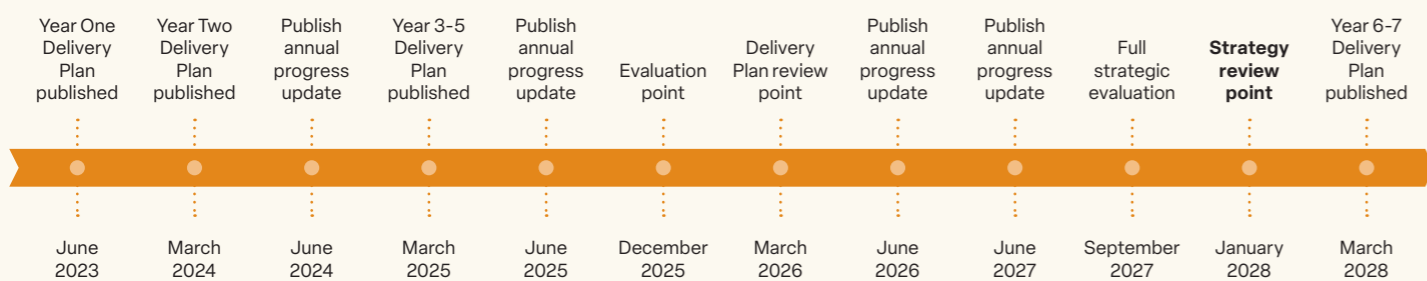 Year One
Delivery
Plan
published
Year Two
Delivery
Plan
published
Publish
annual
progress
update
Year 3-5
Delivery
Plan
published
Publish
annual
progress
update
Evaluation
point
Delivery
Plan review
point
Publish
annual
progress
update
Publish
annual
progress
update
Full
strategic
evaluation
Strategy
review
point
Year 6-7
Delivery
Plan
published
June
2023
March
2024
June
2024
March
2025
June
2025
December
2025
March
2026
June
2026
June
2027
September
2027
January
2028
March
2028